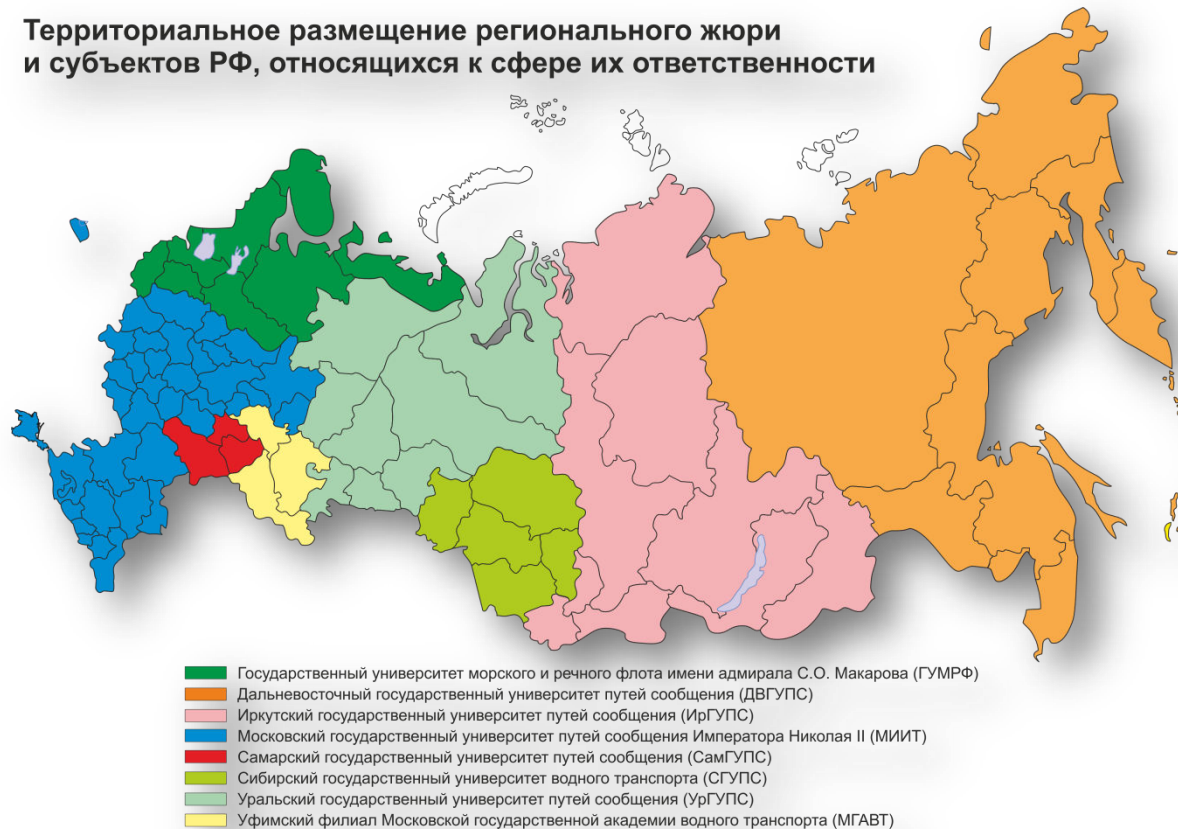 Территориальное размещение регионального жюри
и субъектов РФ, относящихся к сфере их ответственности
Государственный университет морского и речного флота имени адмирала С.О. Макарова (ГУМРФ)
Дальневосточный государственный университет путей сообщения (ДВГУПС)
Иркутский государственный университет путей сообщения (ИрГУПС)
Московский государственный университет путей сообщения Императора Николая II (МИИТ)
Самарский государственный университет путей сообщения (СамГУПС)
Сибирский государственный университет водного транспорта (СГУПС)
Уральский государственный университет путей сообщения (УрГУПС)
Уфимский филиал Московской государственной академии водного транспорта (МГАВТ)